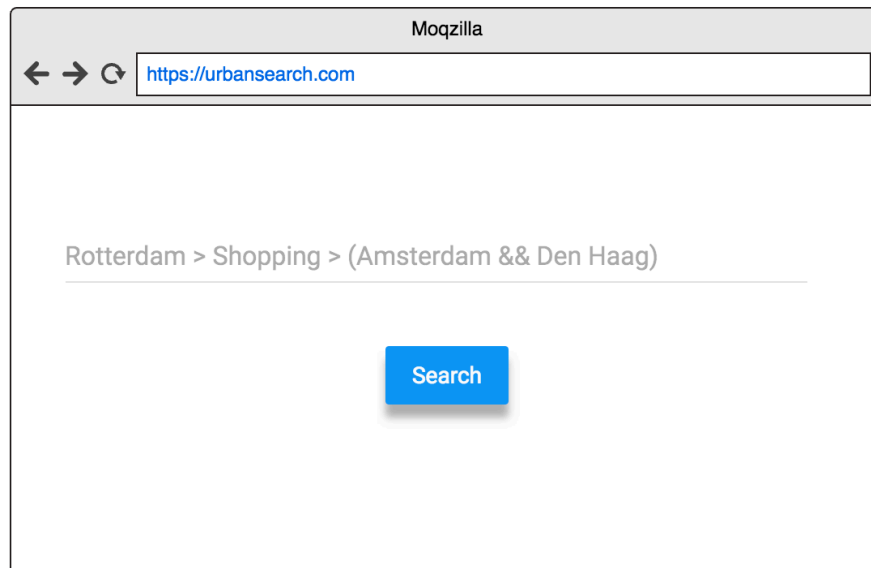 Moqzilla
https://urbansearch.com
Rotterdam > Shopping > (Amsterdam && Den Haag)
Search